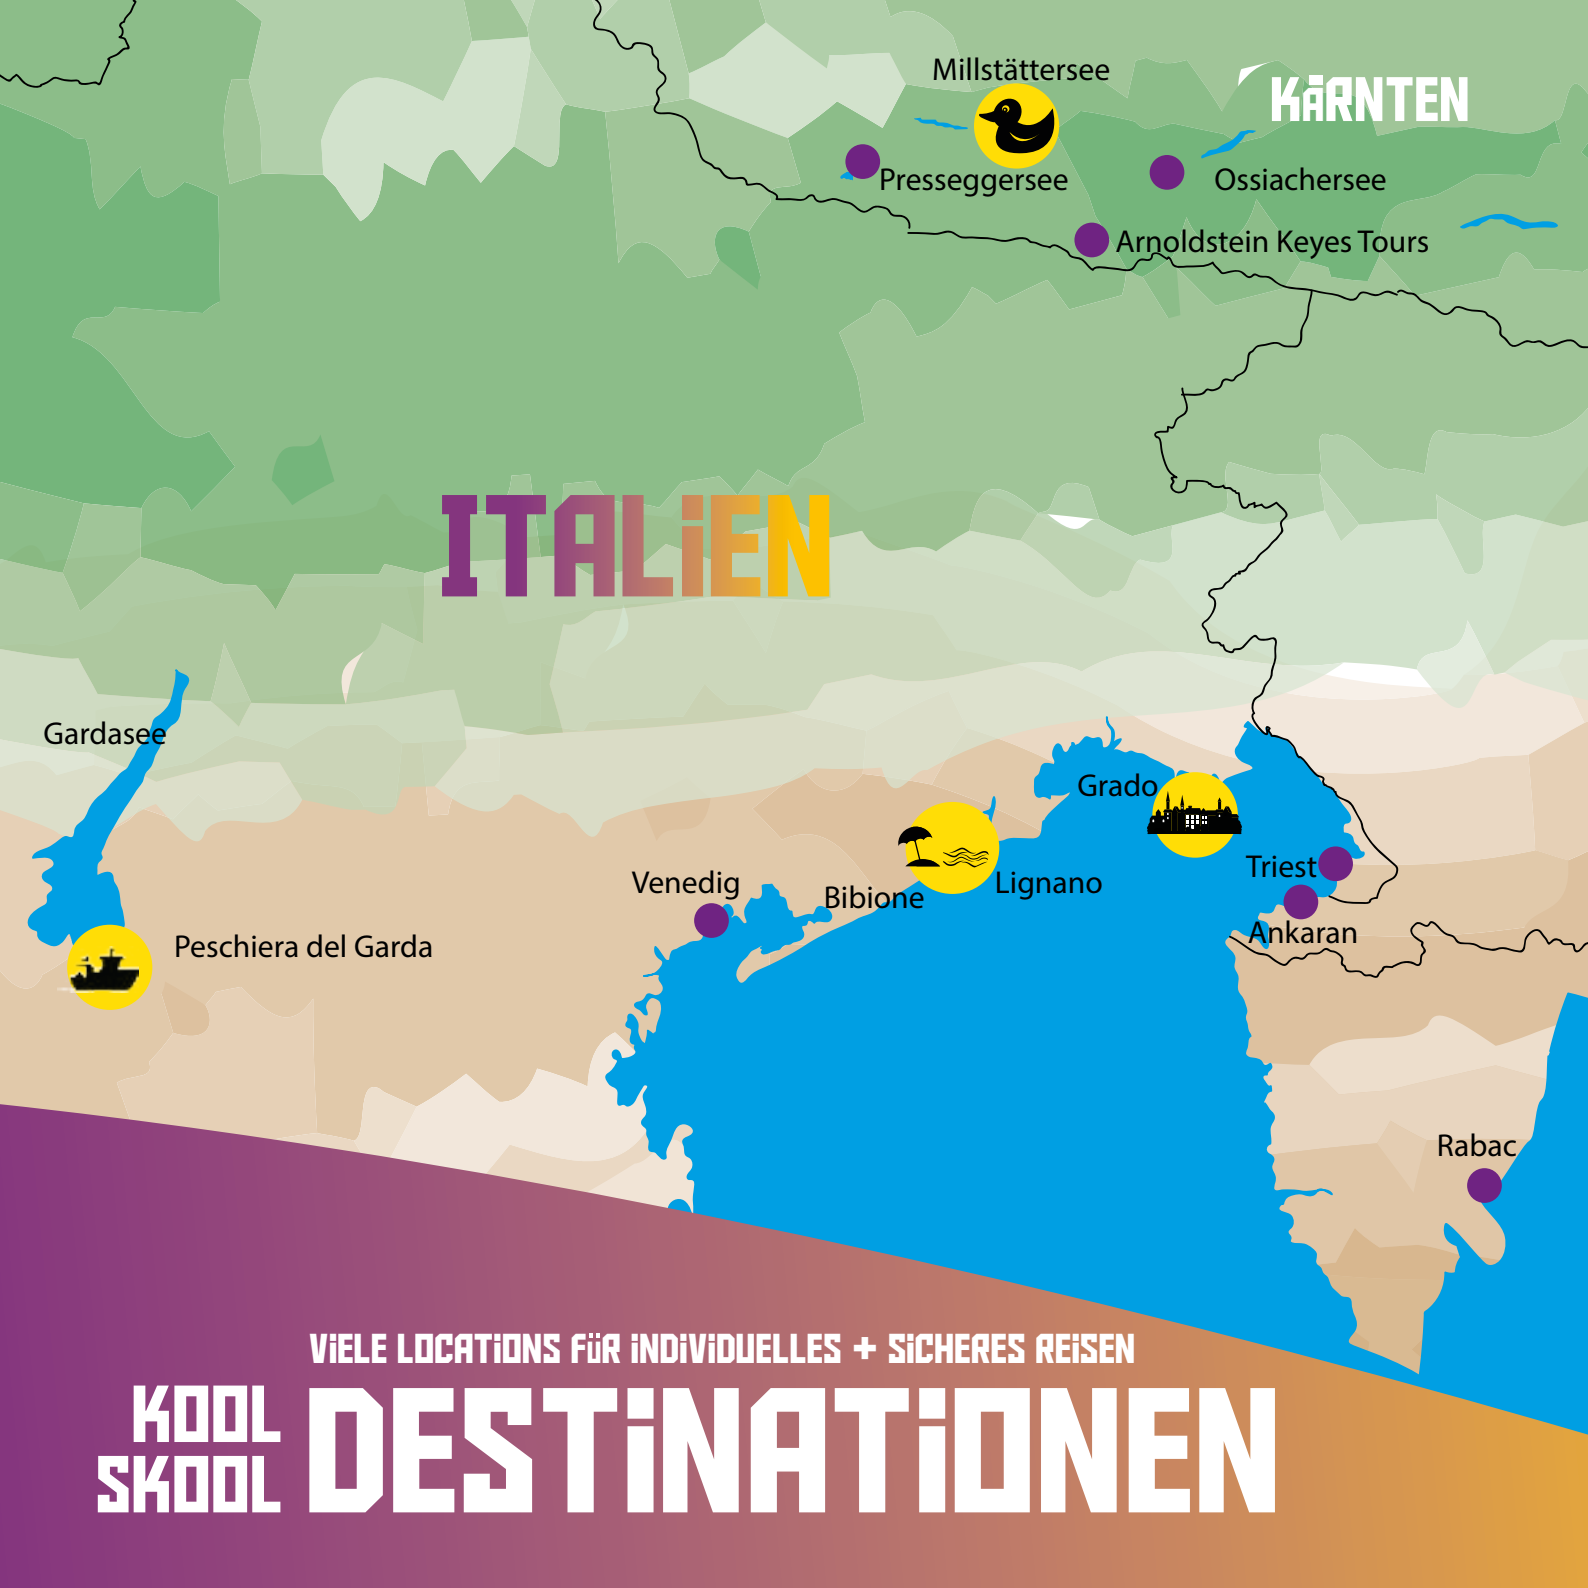 Millstättersee
KÄRNTEN
Presseggersee
Ossiachersee
Arnoldstein Keyes Tours
ITALIEN
Gardasee
Grado
Triest
Venedig
Bibione
Lignano
Ankaran
Peschiera del Garda
Rabac
VIELE LOCATIONS FÜR INDIVIDUELLES + SICHERES REISEN
KOOL
SKOOL
DESTINATIONEN